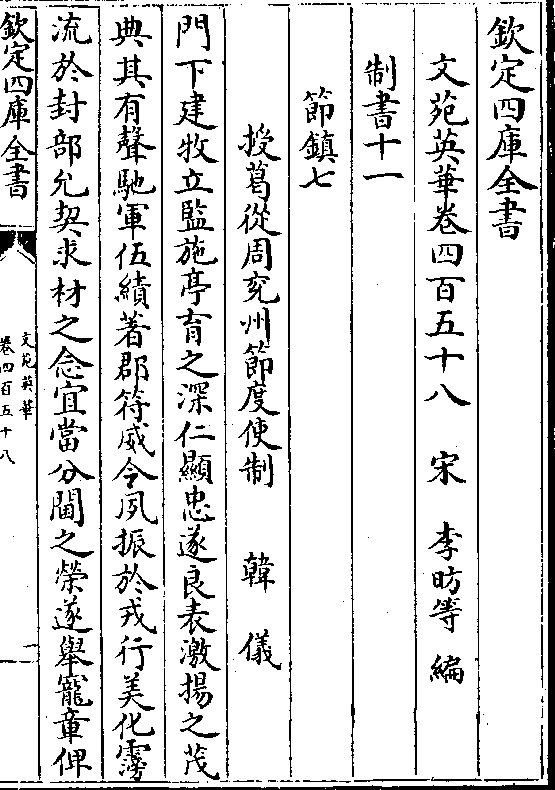 欽定四庫全書
文苑英華卷四百五十八　宋　李昉等　編
制書十一
節鎮七
授葛從周兖州節度使制　韓儀
門下建牧立監施亭育之深仁顯忠遂良表激揚之茂
典其有聲馳軍伍績著郡符威令夙振於戎行美化霶
流於封部允契求材之念宜當分閫之榮遂舉寵章俾
欽定四庫全書
文苑英華
卷四百五十八
一